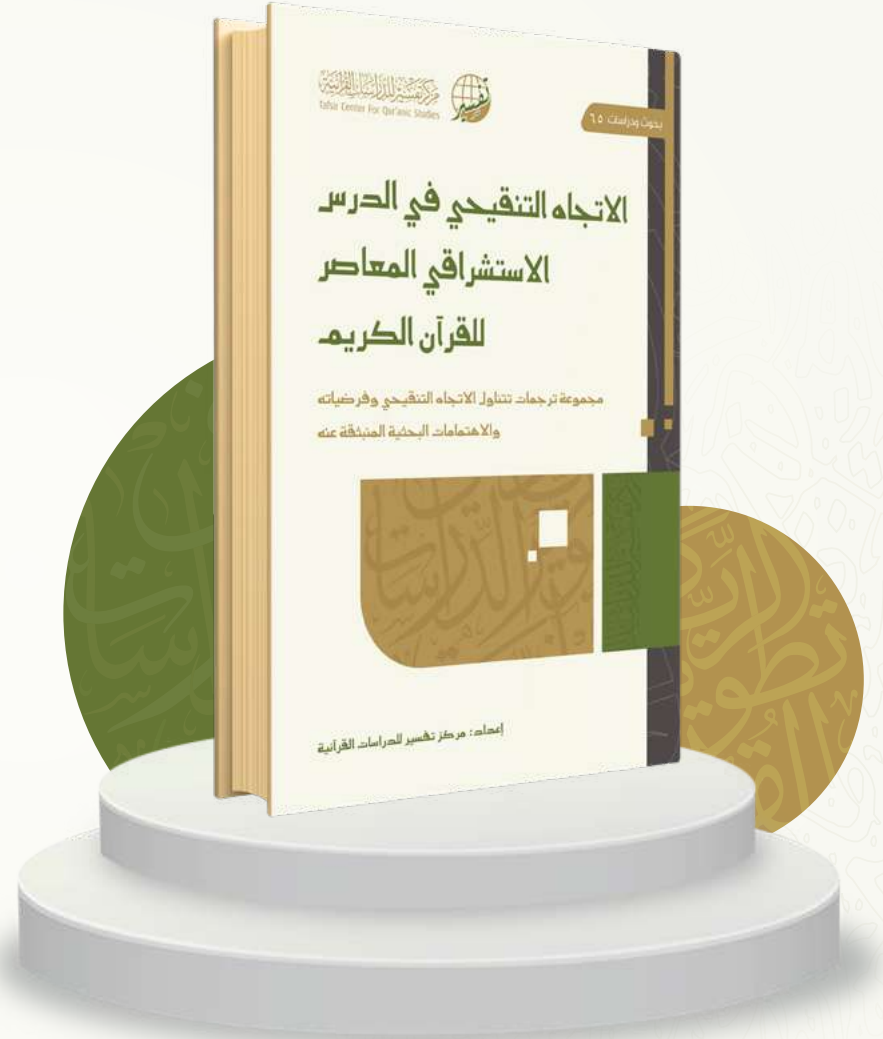 مركز تفسير للدراسات القرآنية
Tafsir Center For Qur'anic Studies
تفسير
بحوث ودراسات ٦٥
الاتجاه التنقيحي في الدرس
الاستشراقي المعاصر
للقرآن الكريم
مجموعة ترجمات تتناول الاتجاه التنقيحي وفرضياته
والاهتمامات البحثية المنبثقة عنه
إعداد: مركز تفسير للدراسات القرآنية